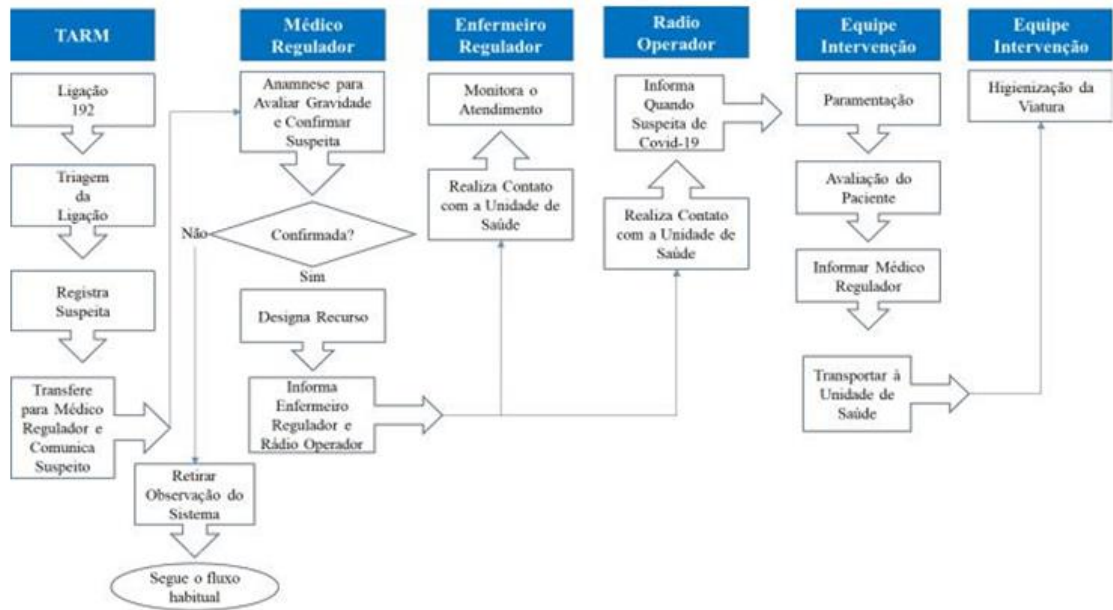 TARM
Ligação
192
Triagem
da
Ligação
Registra
Suspeita
Transfere
para Médico
Regulador e
Comunica
Suspeito
Médico
Regulador
Anamnese para
Avaliar Gravidade
e Confirmar
Suspeita
Confirmada?
Não
Sim
Designa Recurso
Informa
Enfermeiro
Regulador e
Rádio Operador
Retirar
Observação do
Sistema
Segue o fluxo
habitual
Enfermeiro
Regulador
Monitora o
Atendimento
Realiza Contato
com a Unidade de
Saúde
Radio
Operador
Informa
Quando
Suspeita de
Covid-19
Realiza Contato
com a Unidade de
Saúde
Equipe
Intervenção
Paramentação
Avaliação do
Paciente
Informar Médico
Regulador
Transportar à
Unidade de
Saúde
Equipe
Intervenção
Higienização da
Viatura